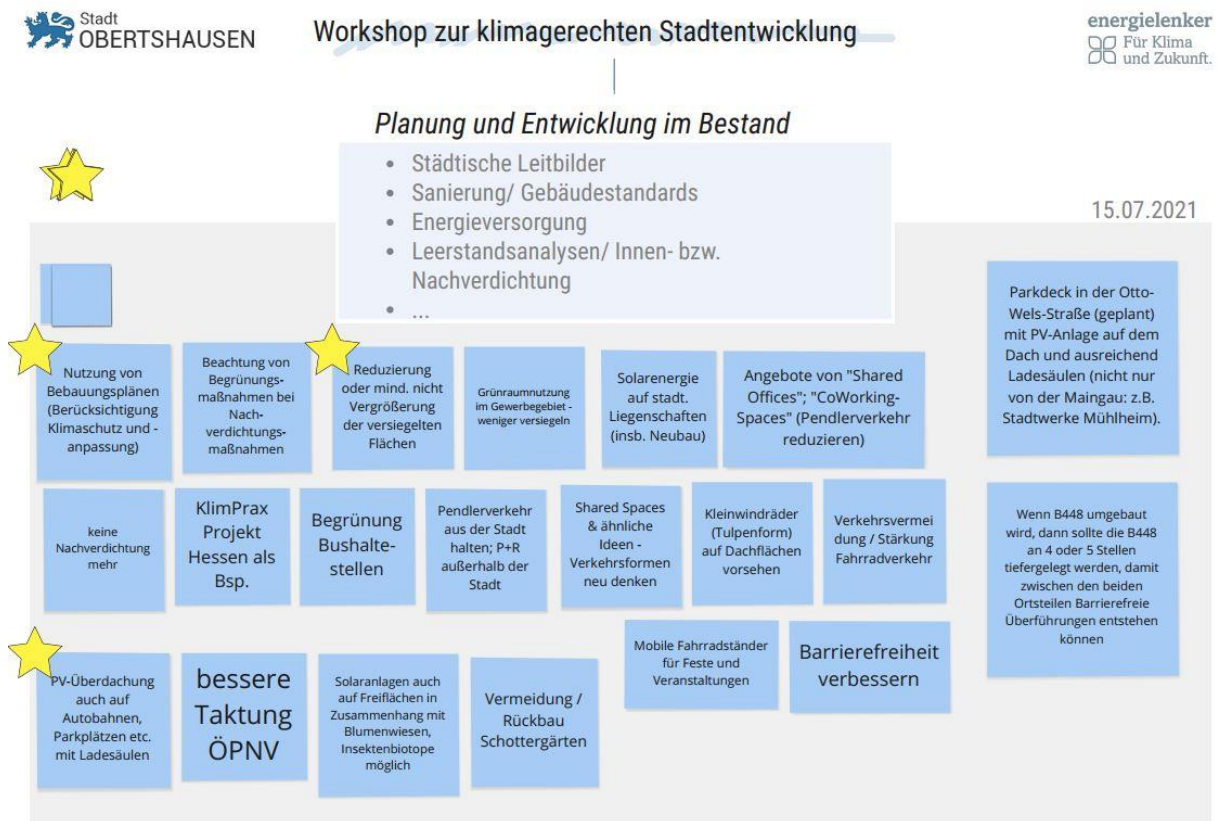 Stadt
OBERTSHAUSEN
Workshop zur klimagerechten Stadtentwicklung
energielenker
Für Klima
und Zukunft.
Planung und Entwicklung im Bestand
• Städtische Leitbilder
• Sanierung/ Gebäudestandards
• Energieversorgung
• Leerstandsanalysen/ Innen- bzw.
Nachverdichtung
• ...
15.07.2021
Nutzung von
Bebauungsplänen
(Berücksichtigung
Klimaschutz und -
anpassung)
Beachtung von
Begrünungs-
maßnahmen bei
Nach-
verdichtungs-
maßnahmen
Reduzierung
oder mind. nicht
Vergrößerung
der versiegelten
Flächen
Grünraumnutzung
im Gewerbegebiet -
weniger versiegeln
Solarenergie
auf stadt.
Liegenschaften
(insb. Neubau)
Angebote von "Shared
Offices"; "CoWorking-
Spaces" (Pendlerverkehr
reduzieren)
Parkdeck in der Otto-
Wels-Straße (geplant)
mit PV-Anlage auf dem
Dach und ausreichend
Ladesäulen (nicht nur
von der Maingau: z.B.
Stadtwerke Mühlheim).
keine
Nachverdichtung
mehr
KlimPrax
Projekt
Hessen als
Bsp.
Begrünung
Bushalte-
stellen
Pendlerverkehr
aus der Stadt
halten; P+R
außerhalb der
Stadt
Shared Spaces
& ähnliche
Ideen -
Verkehrsformen
neu denken
Kleinwindräder
(Tulpenform)
auf Dachflächen
vorsehen
Verkehrsvermei
dung / Stärkung
Fahrradverkehr
Wenn B448 umgebaut
wird, dann sollte die B448
an 4 oder 5 Stellen
tiefergelegt werden, damit
zwischen den beiden
Ortsteilen Barrierefreie
Überführungen entstehen
können
PV-Überdachung
auch auf
Autobahnen,
Parkplätzen etc.
mit Ladesäulen
bessere
Taktung
ÖPNV
Solaranlagen auch
auf Freiflächen in
Zusammenhang mit
Blumenwiesen,
Insektenbiotope
möglich
Vermeidung /
Rückbau
Schottergärten
Mobile Fahrradständer
für Feste und
Veranstaltungen
Barrierefreiheit
verbessern